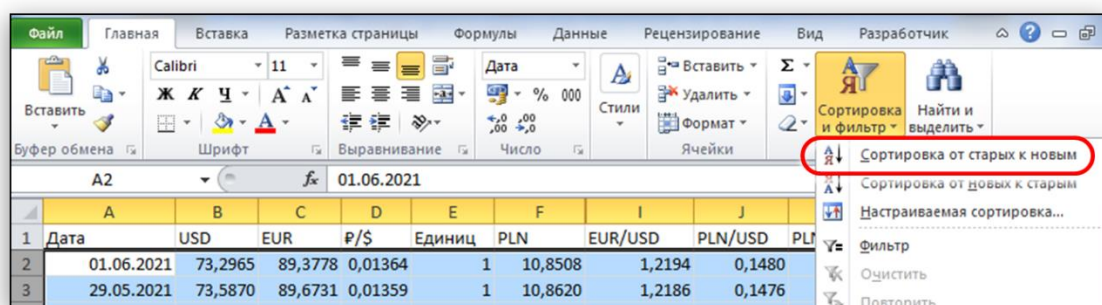 Файл Главная Вставка Разметка страницы Формулы Данные Рецензирование Вид Разработчик
Calibri 11 Дата Вставить Σ
Ж К Ч % 000 Удалить
Вставить Стили Формат Сортировка и фильтр Найти и выделить
Буфер обмена Шрифт Выравнивание Число Ячейки
Сортировка от старых к новым
A2 fx 01.06.2021
Сортировка от новых к старым
A B C D E F I J
Настраиваемая сортировка...
1 Дата USD EUR ₽/$ Единиц PLN EUR/USD PLN/USD
Фильтр
2 01.06.2021 73,2965 89,3778 0,01364 1 10,8508 1,2194 0,1480
Очистить
3 29.05.2021 73,5870 89,6731 0,01359 1 10,8620 1,2186 0,1476
Повторить